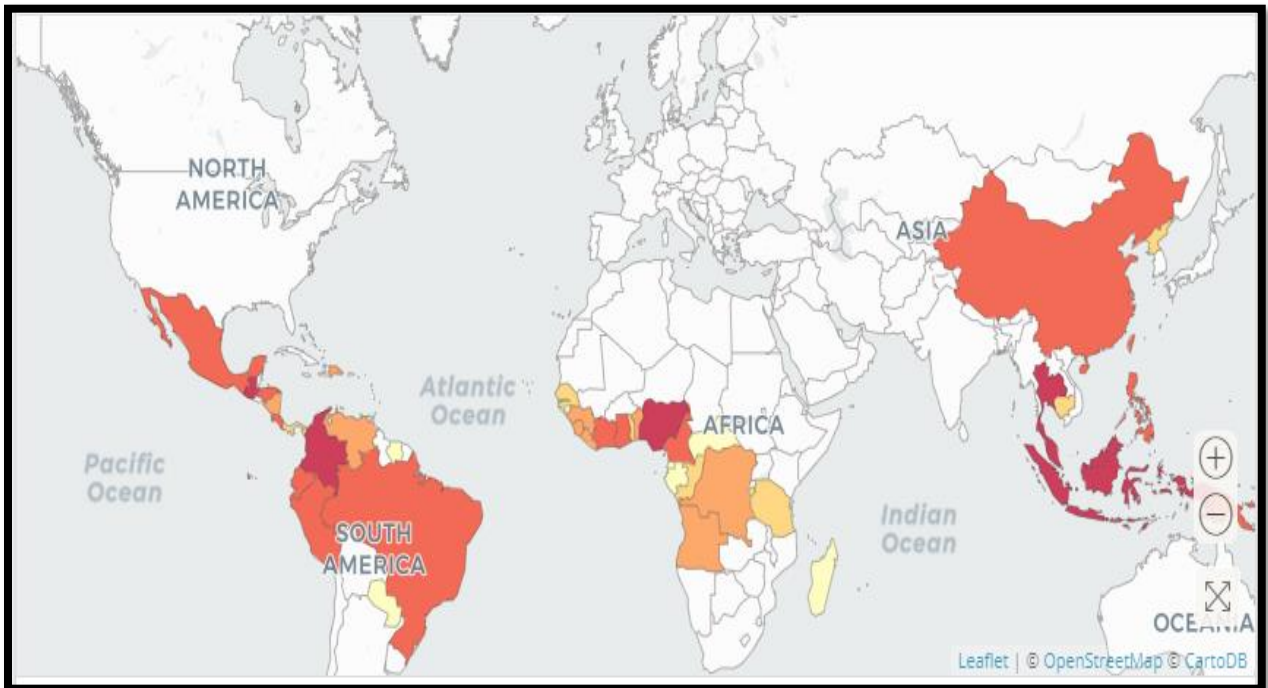 NORTH
AMERICA
ASIA
Atlantic
Ocean
AFRICA
Pacific
Ocean
Indian
Ocean
SOUTH
AMERICA
OCEANIA
Leaflet | © OpenStreetMap © CartoDB